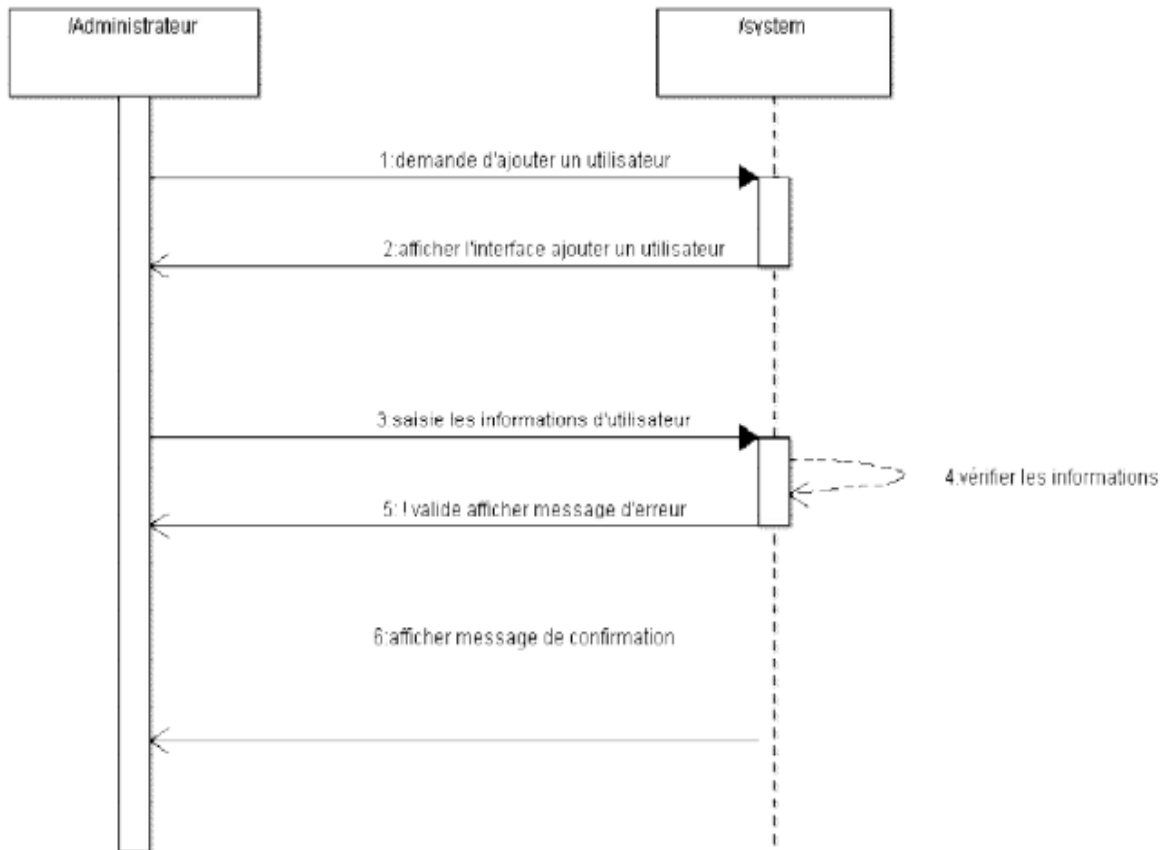 /Administrateur
/system
1:demande d'ajouter un utilisateur
2:afficher l'interface ajouter un utilisateur
3:saisie les informations d'utilisateur
4:vérifier les informations
5: ! valide afficher message d'erreur
6:afficher message de confirmation